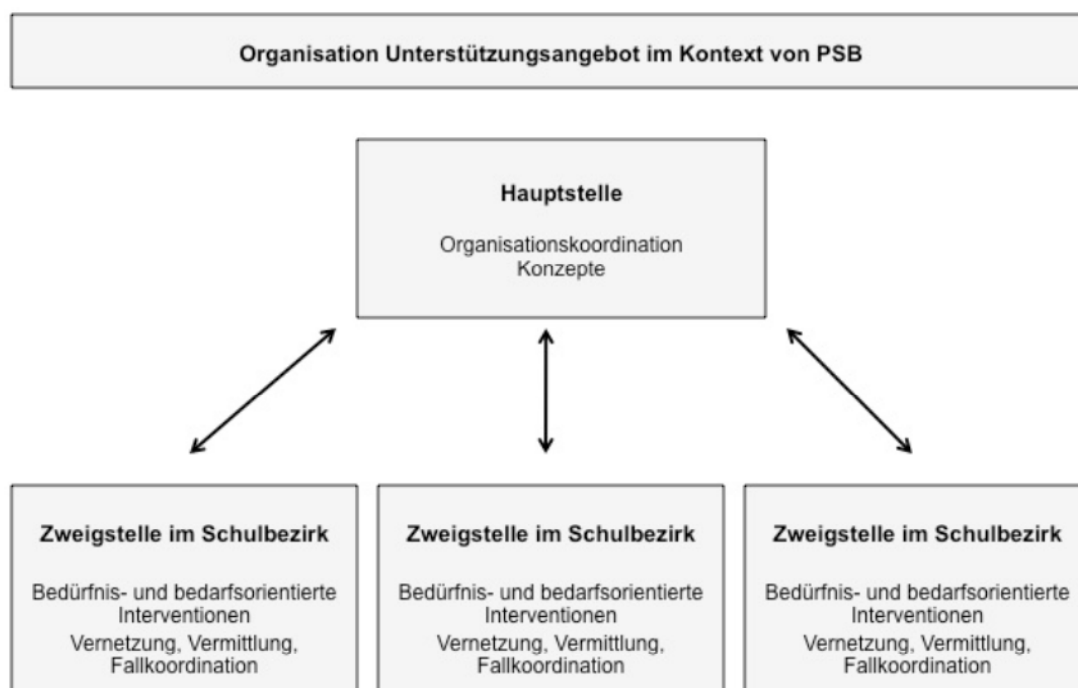 Organisation Unterstützungsangebot im Kontext von PSB
Hauptstelle
Organisationskoordination
Konzepte
Zweigstelle im Schulbezirk
Bedürfnis- und bedarfsorientierte
Interventionen
Vernetzung, Vermittlung,
Fallkoordination
Zweigstelle im Schulbezirk
Bedürfnis- und bedarfsorientierte
Interventionen
Vernetzung, Vermittlung,
Fallkoordination
Zweigstelle im Schulbezirk
Bedürfnis- und bedarfsorientierte
Interventionen
Vernetzung, Vermittlung,
Fallkoordination